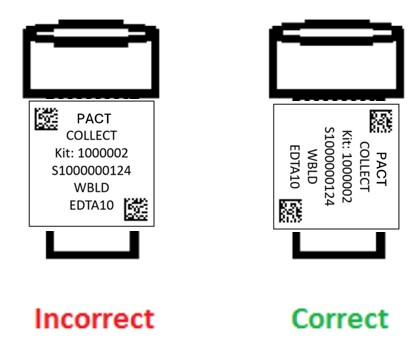 PACT
COLLECT
Kit: 1000002
S1000000124
WBLD
EDTA10
PACT
COLLECT
Kit: 1000002
S1000000124
WBLD
EDTA10
Incorrect
Correct